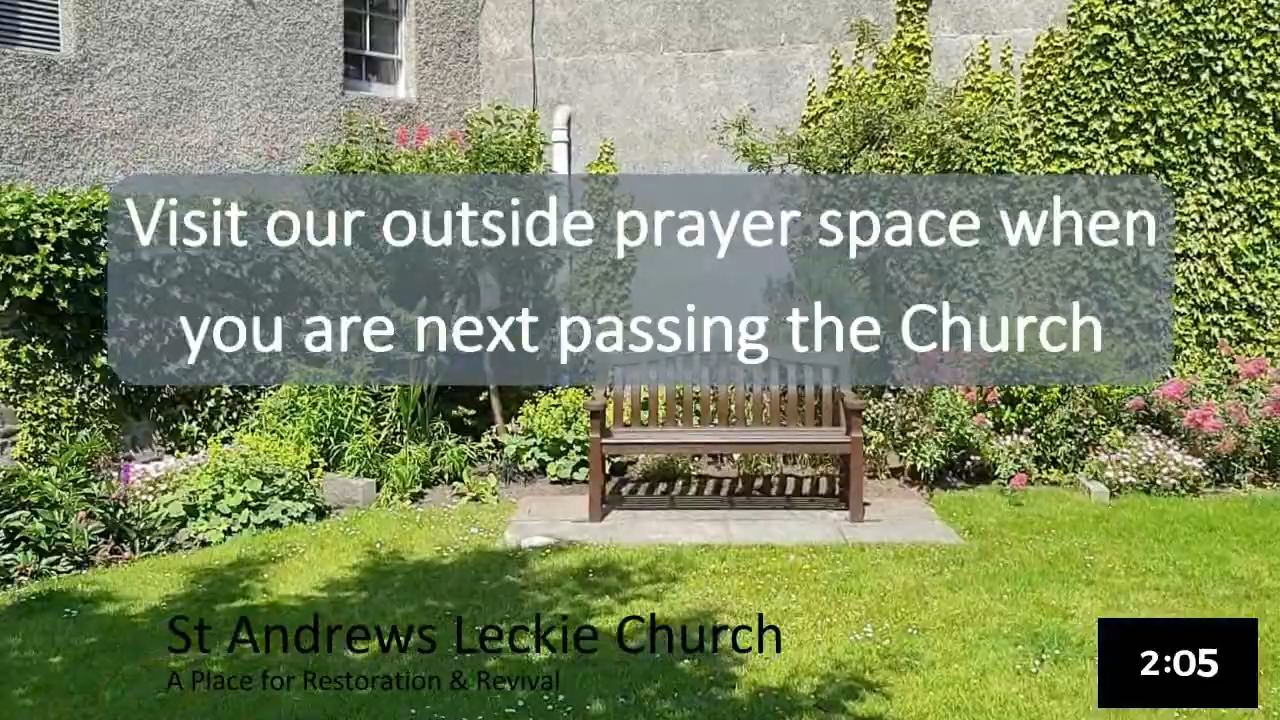 Visit our outside prayer space when
you are next passing the Church
St Andrews Leckie Church
A Place for Restoration & Revival
2:05